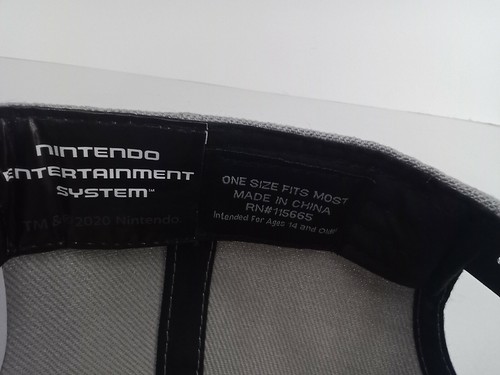 NINTENDO
ENTERTAINMENT
SYSTEM™
TM & © 2020 Nintendo
ONE SIZE FITS MOST
MADE IN CHINA
RN#115665
Intended For Ages 14 and